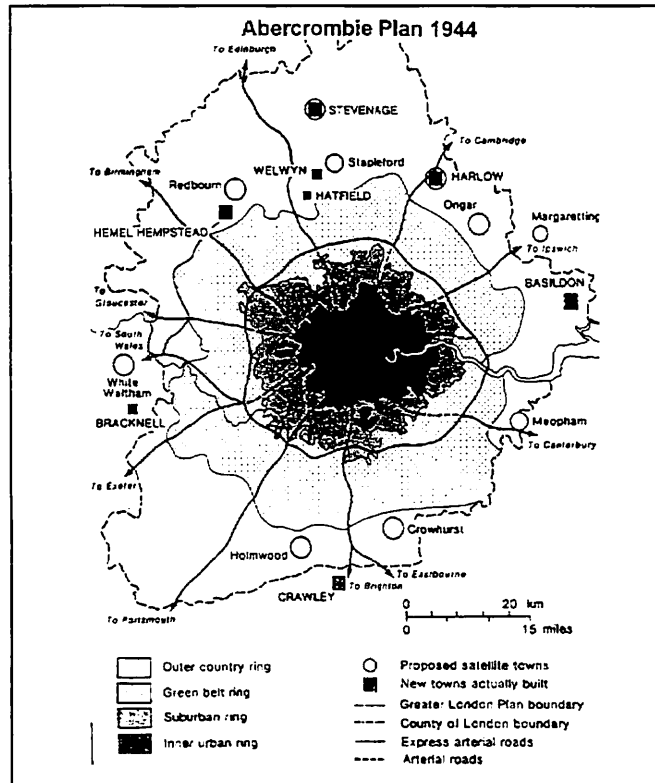 Abercrombie Plan 1944
To Edinburgh
STEVENAGE
To Cambridge
To Birmingham
WELWYN
Stapleford
Redbourn
HATFIELD
HARLOW
Ongar
Margaretting
HEMEL HEMPSTEAD
To Ipswich
BASILDON
To Gloucester
To South
Wales
White
Waltham
BRACKNELL
Meopham
To Canterbury
To Exeter
Crowhurst
Holmwood
To Eastbourne
To Brighton
CRAWLEY
To Portsmouth
0 20 km
0 15 miles
Outer country ring
Green belt ring
Suburban ring
Inner urban ring
Proposed satellite towns
New towns actually built
Greater London Plan boundary
County of London boundary
Express arterial roads
Arterial roads